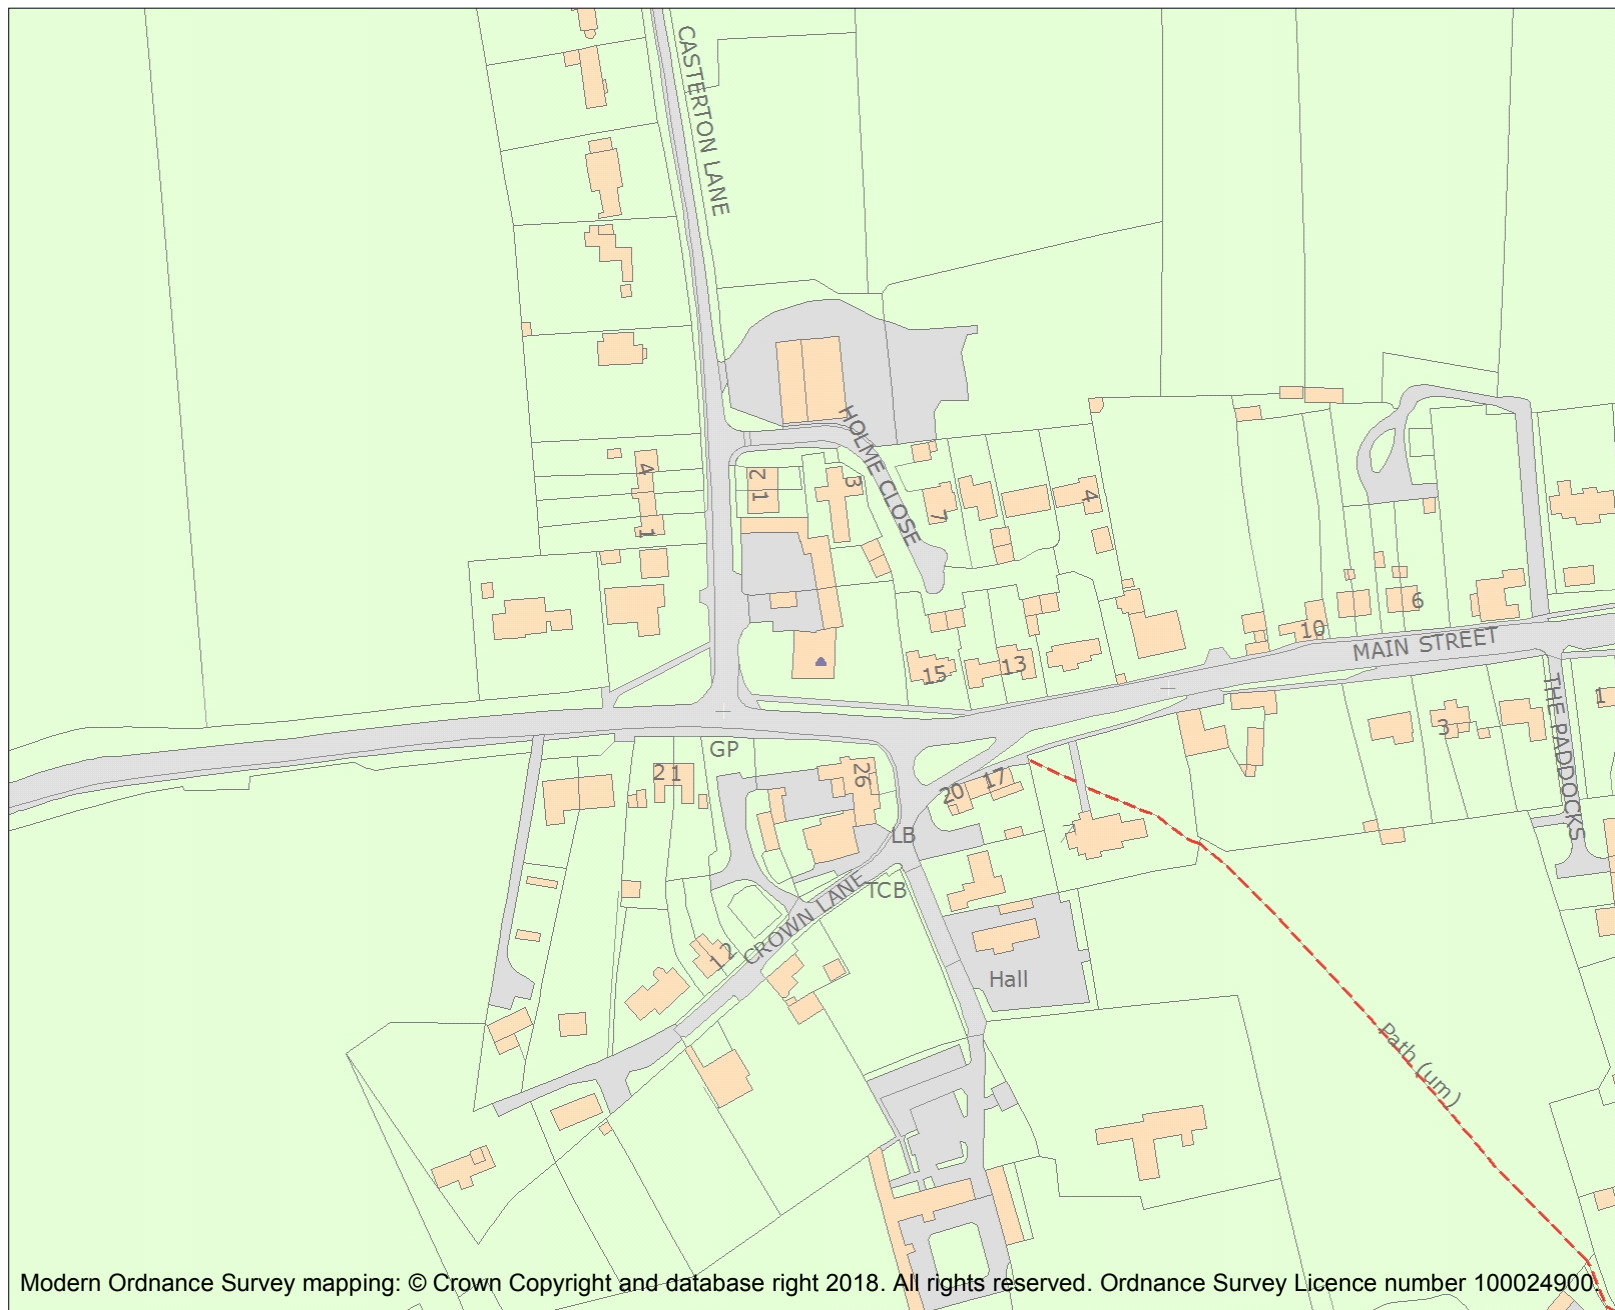 CASTERTON LANE
HOLME CLOSE
4
2
1
3
7
4
1
6
10
MAIN STREET
15
13
THE PADDOCKS
1
3
GP
2 1
26
17
20
LB
TCB
CROWN LANE
12
Hall
Path (um)
Modern Ordnance Survey mapping: © Crown Copyright and database right 2018. All rights reserved. Ordnance Survey Licence number 100024900.